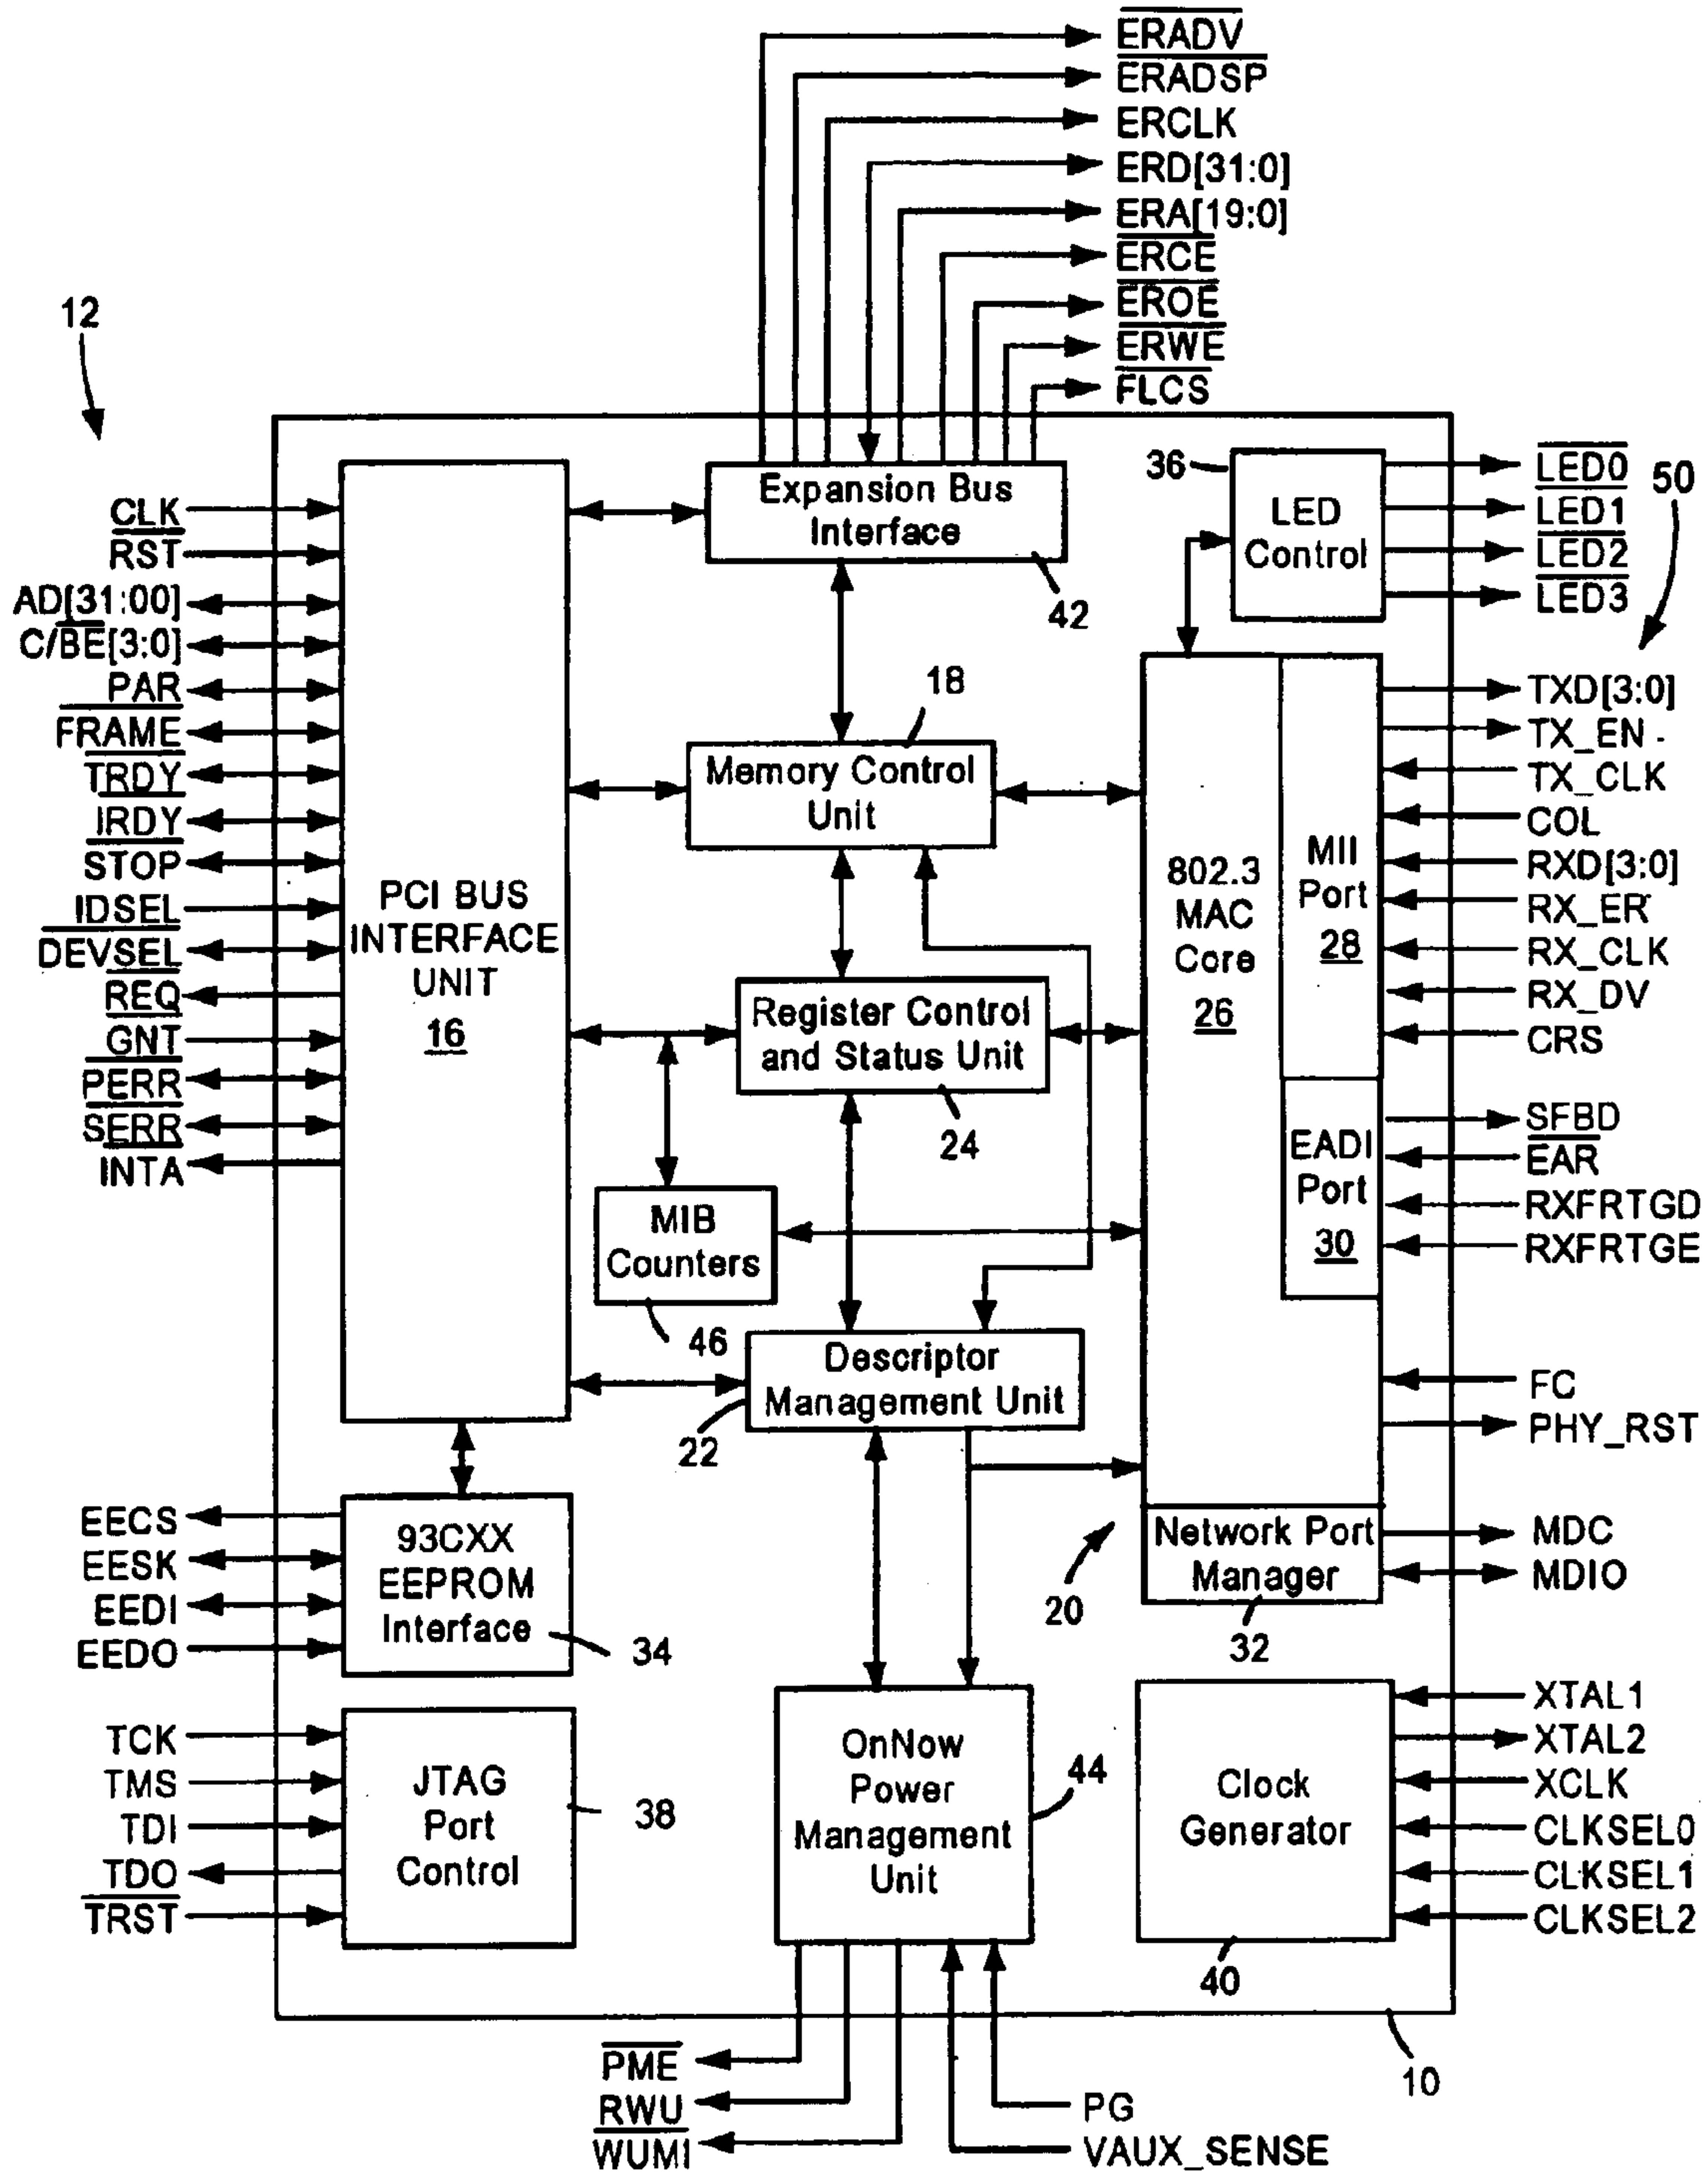 ERADV
ERADSP
ERCLK
ERD[31:0]
ERA[19:0]
ERCE
EROE
ERWE
FLCS
12
CLK
RST
AD[31:00]
C/BE[3:0]
PAR
FRAME
TRDY
IRDY
STOP
IDSEL
DEVSEL
REQ
GNT
PERR
SERR
INTA
PCI BUS
INTERFACE
UNIT
16
Expansion Bus
Interface
42
36
LED
Control
LED0
LED1
LED2
LED3
50
18
Memory Control
Unit
802.3
MAC
Core
26
MII
Port
28
TXD[3:0]
TX_EN
TX_CLK
COL
RXD[3:0]
RX_ER
RX_CLK
RX_DV
CRS
Register Control
and Status Unit
24
EADI
Port
30
SFBD
EAR
RXFRTGD
RXFRTGE
MIB
Counters
46
Descriptor
Management Unit
22
FC
PHY_RST
EECS
EESK
EEDI
EEDO
93CXX
EEPROM
Interface
34
20
Network Port
Manager
32
MDC
MDIO
TCK
TMS
TDI
TDO
TRST
JTAG
Port
Control
38
OnNow
Power
Management
Unit
44
Clock
Generator
40
XTAL1
XTAL2
XCLK
CLKSEL0
CLKSEL1
CLKSEL2
10
PME
RWU
WUMI
PG
VAUX_SENSE